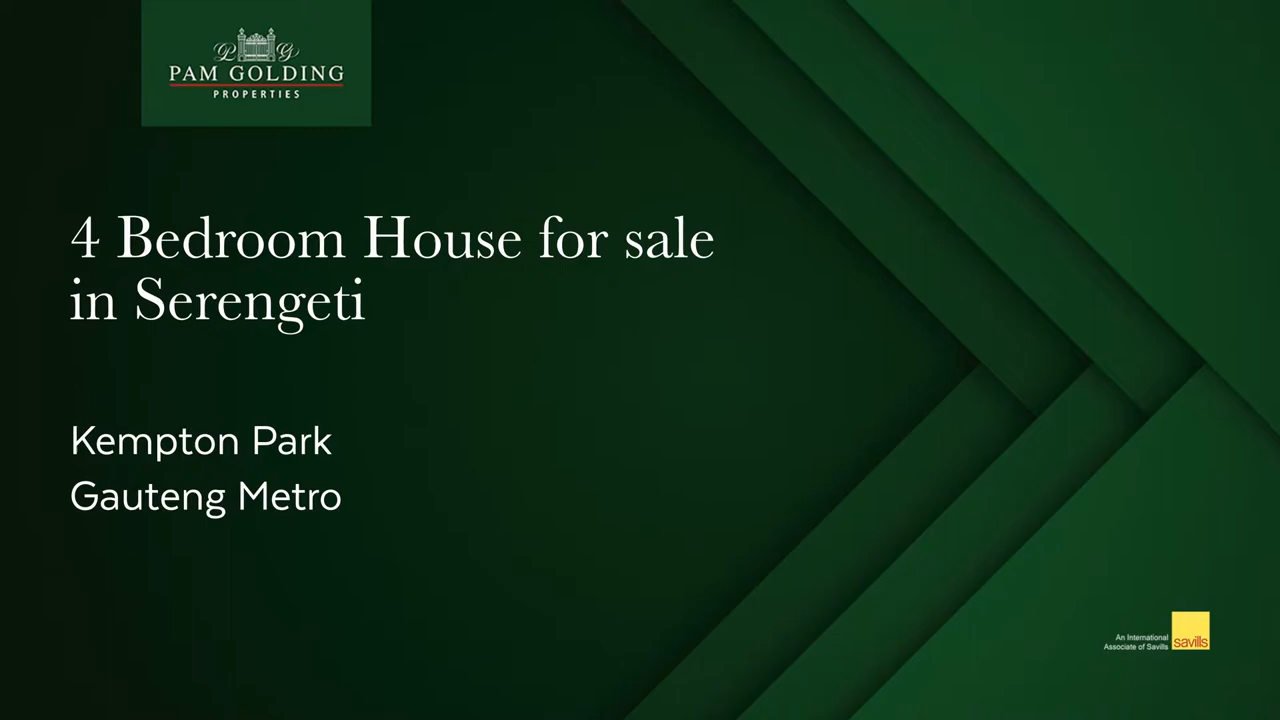 PG
PAM GOLDING
PROPERTIES
4 Bedroom House for sale
in Serengeti
Kempton Park
Gauteng Metro
An International
Associate of Savills
savills